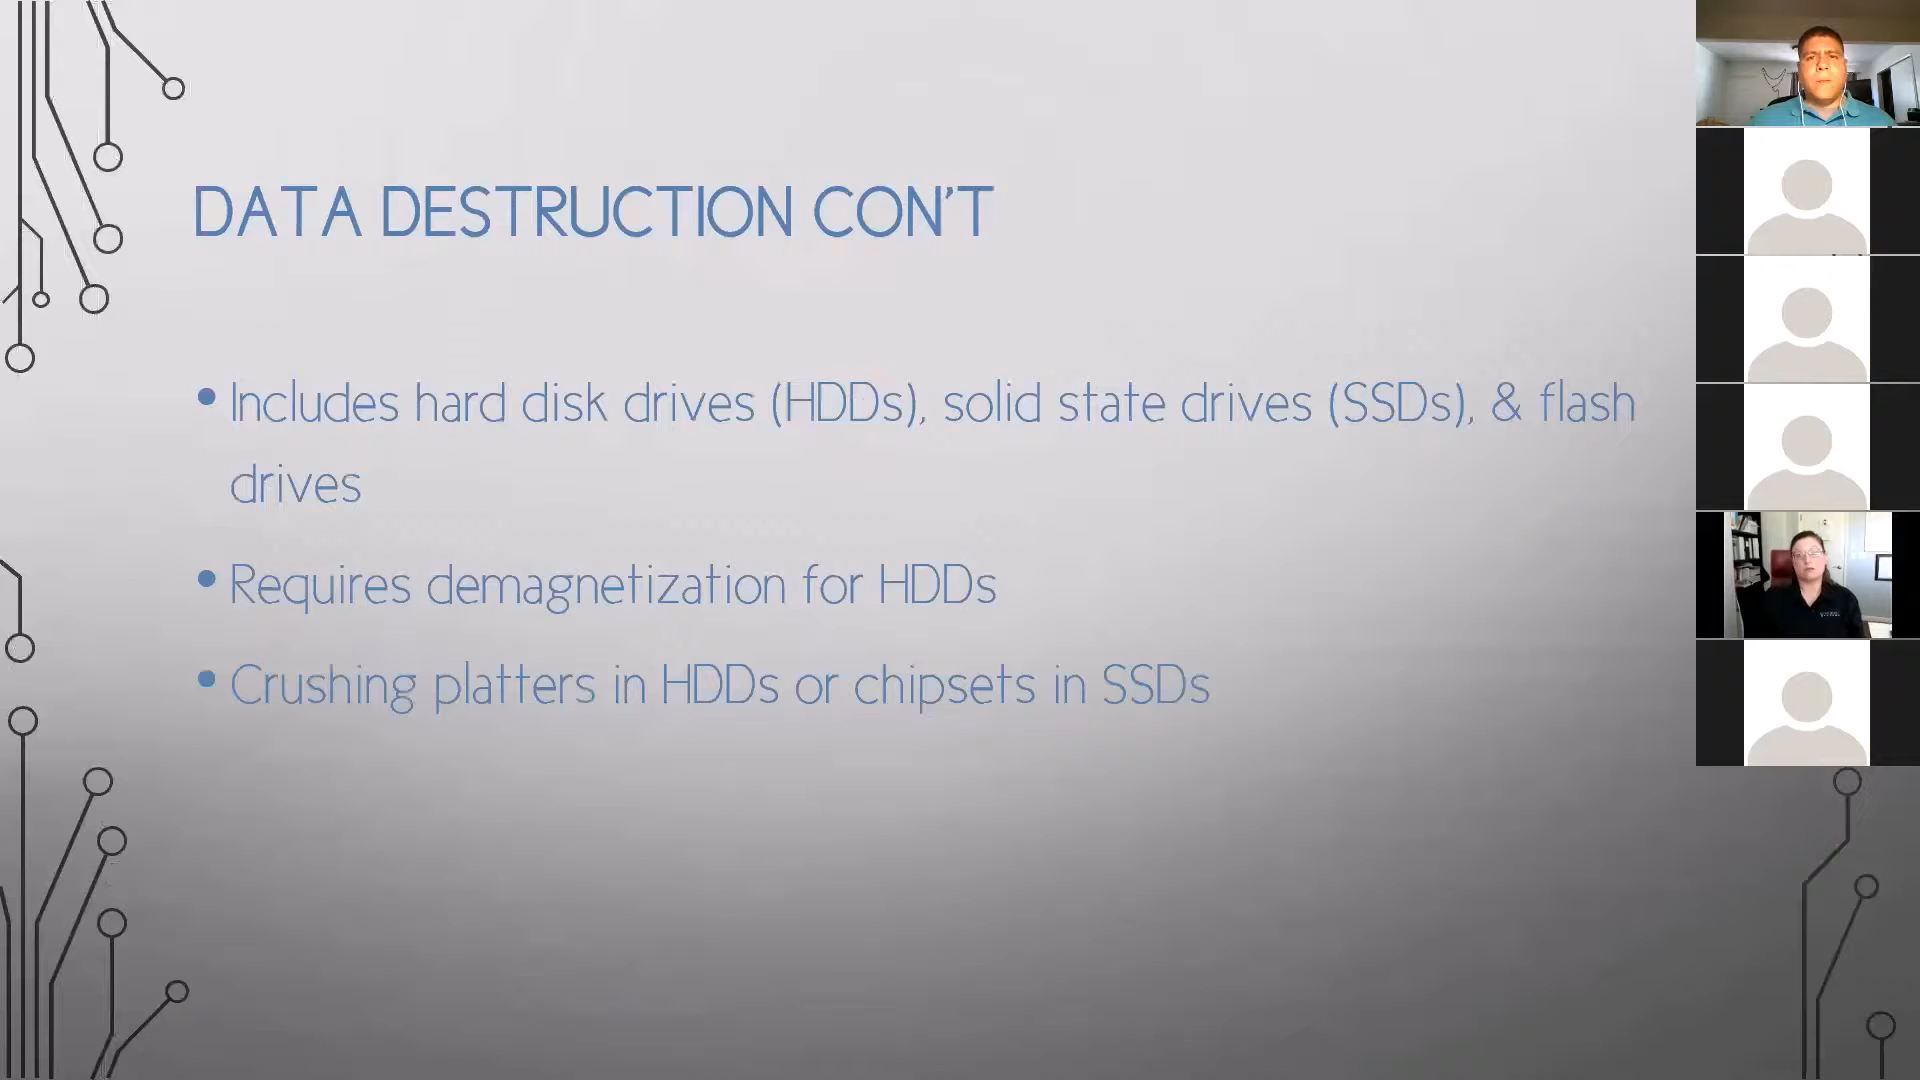 DATA DESTRUCTION CON'T
• Includes hard disk drives (HDDs), solid state drives (SSDs), & flash
drives
• Requires demagnetization for HDDs
• Crushing platters in HDDs or chipsets in SSDs